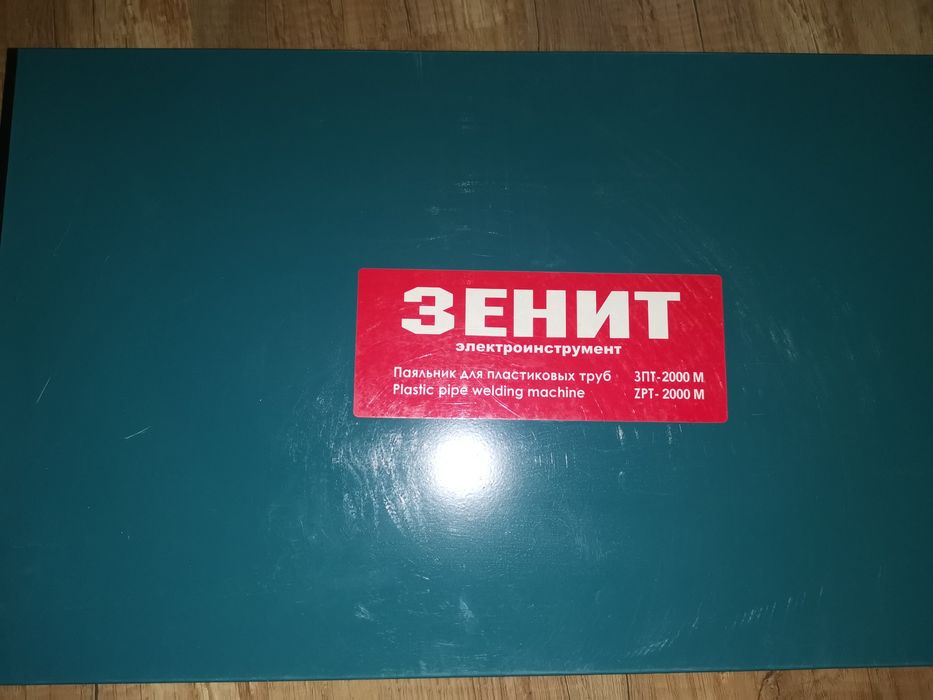 ЗЕНИТ
электроинструмент
Паяльник для пластиковых труб ЗПТ-2000 М
Plastic pipe welding machine ZPT- 2000 M